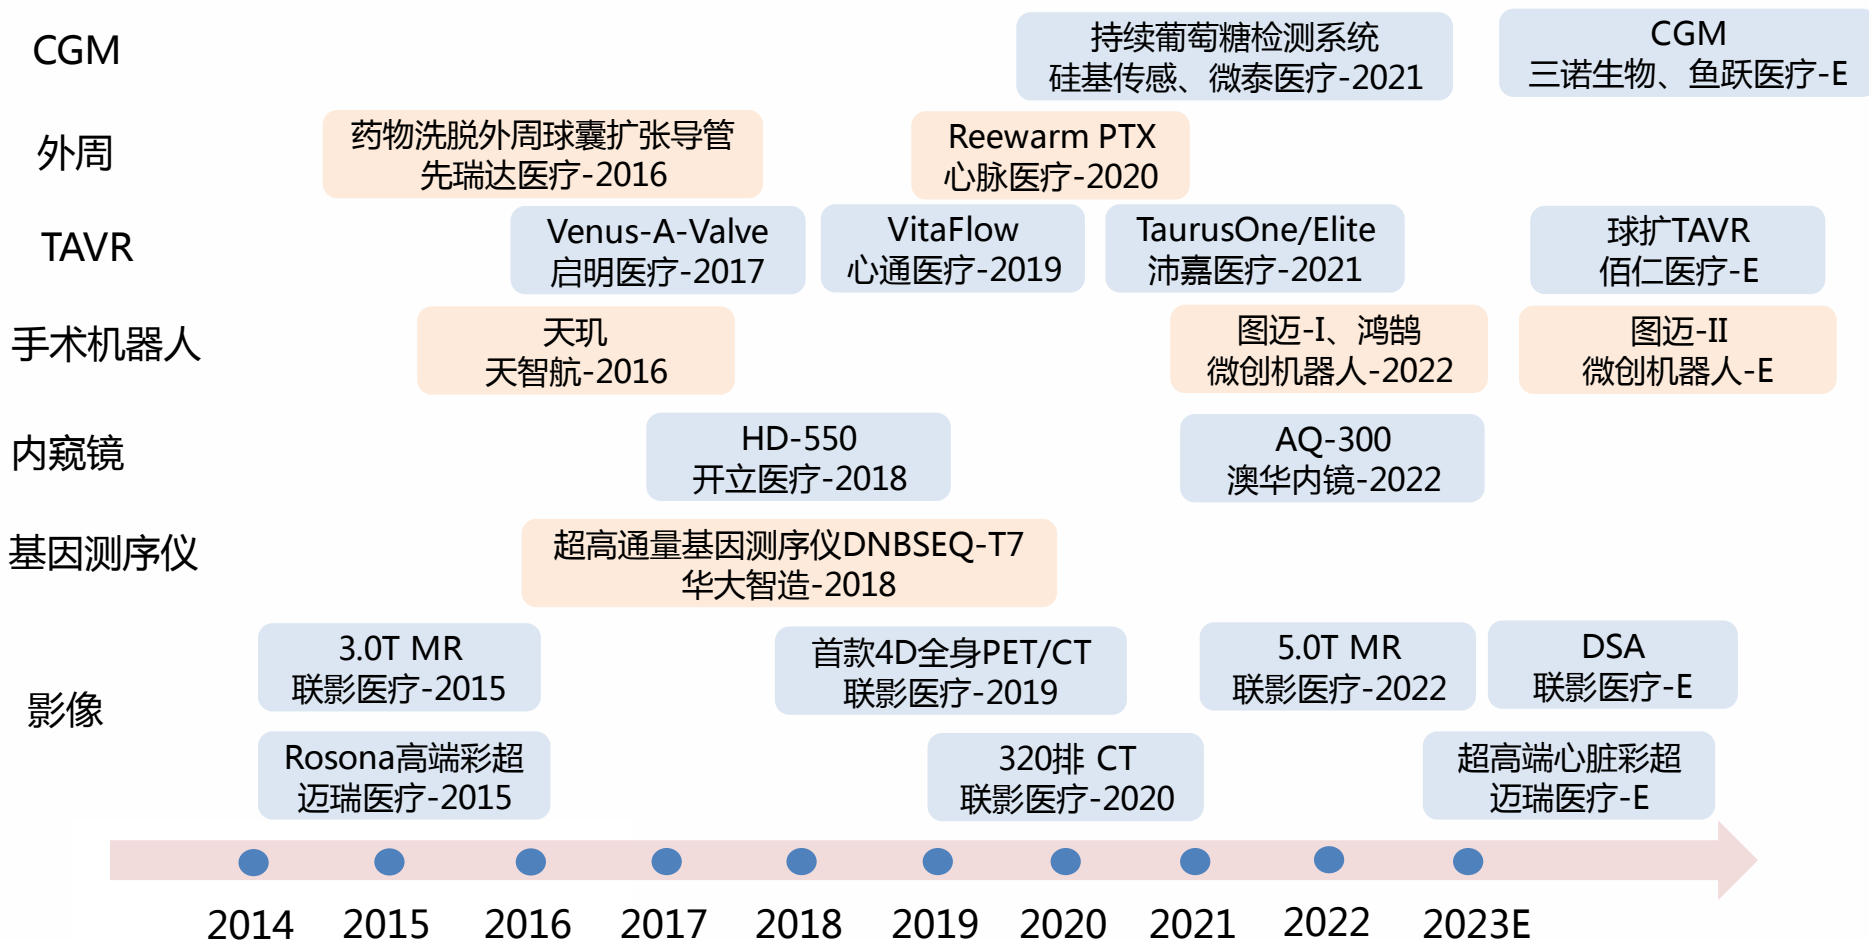 CGM
持续葡萄糖检测系统
硅基传感、微泰医疗-2021
CGM
三诺生物、鱼跃医疗-E
外周
药物洗脱外周球囊扩张导管
先瑞达医疗-2016
Reewarm PTX
心脉医疗-2020
TAVR
Venus-A-Valve
启明医疗-2017
VitaFlow
心通医疗-2019
TaurusOne/Elite
沛嘉医疗-2021
球扩TAVR
佰仁医疗-E
手术机器人
天玑
天智航-2016
图迈-I、鸿鹄
微创机器人-2022
图迈-II
微创机器人-E
内窥镜
HD-550
开立医疗-2018
AQ-300
澳华内镜-2022
基因测序仪
超高通量基因测序仪DNBSEQ-T7
华大智造-2018
影像
3.0T MR
联影医疗-2015
首款4D全身PET/CT
联影医疗-2019
5.0T MR
联影医疗-2022
DSA
联影医疗-E
Rosona高端彩超
迈瑞医疗-2015
320排 CT
联影医疗-2020
超高端心脏彩超
迈瑞医疗-E
2014
2015
2016
2017
2018
2019
2020
2021
2022
2023E